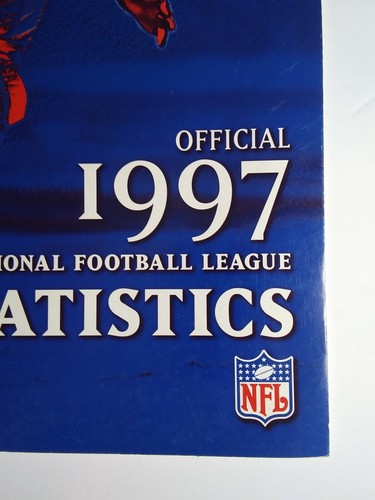 OFFICIAL
1997
IONAL FOOTBALL LEAGUE
ATISTICS
NFL